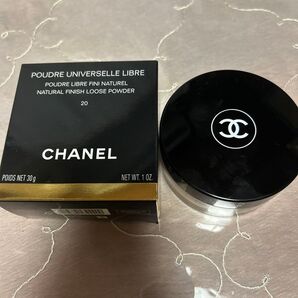 POUDRE UNIVERSELLE LIBRE
POUDRE LIBRE FINI NATUREL
NATURAL FINISH LOOSE POWDER
20
CHANEL
POIDS NET 30g NET WT. 1 OZ.